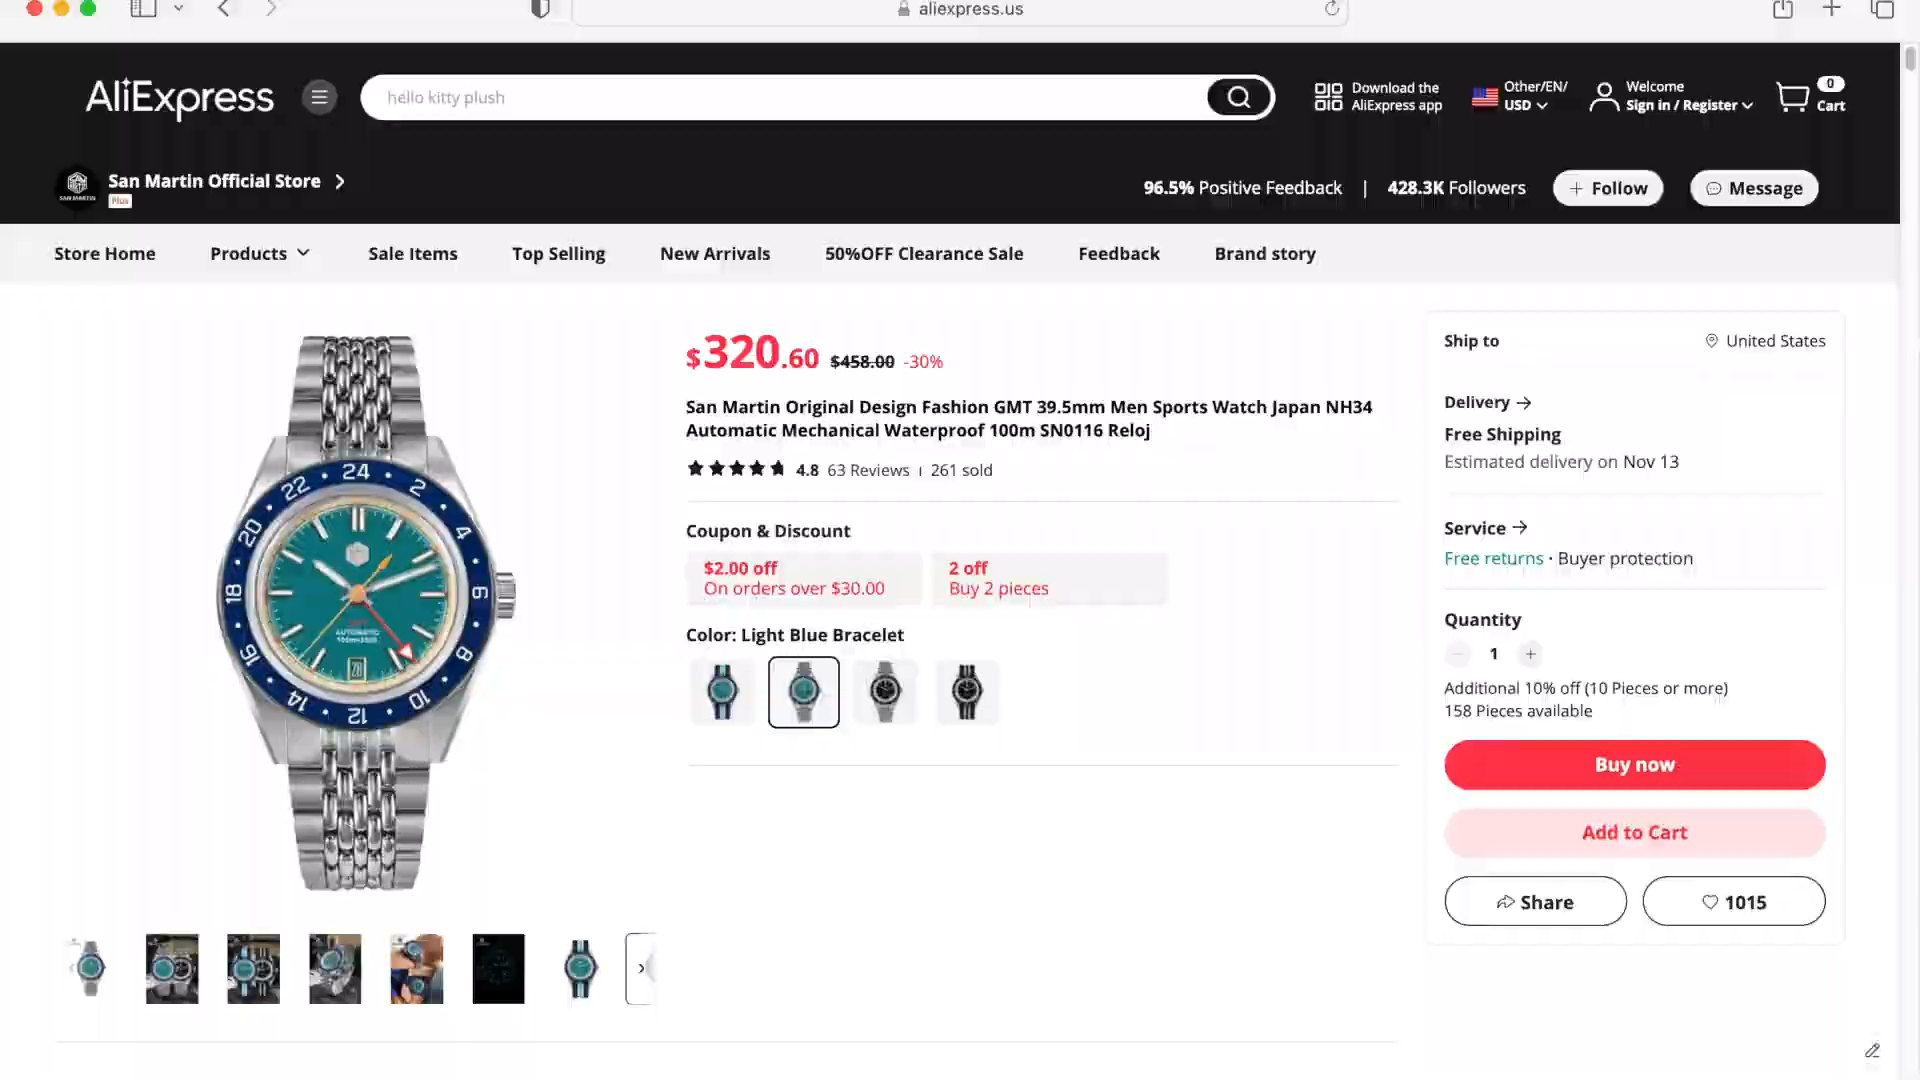 aliexpress.us
AliExpress
hello kitty plush
Download the
AliExpress app
Other/EN/
USD
Welcome
Sign in / Register
0
Cart
San Martin Official Store
Plus
96.5% Positive Feedback | 428.3K Followers
+ Follow
Message
Store Home
Products
Sale Items
Top Selling
New Arrivals
50%OFF Clearance Sale
Feedback
Brand story
24
2
4
6
8
10
12
14
16
18
20
22
AUTOMATIC
28
$320.60 $458.00 -30%
San Martin Original Design Fashion GMT 39.5mm Men Sports Watch Japan NH34
Automatic Mechanical Waterproof 100m SN0116 Reloj
4.8 63 Reviews | 261 sold
Coupon & Discount
$2.00 off
On orders over $30.00
2 off
Buy 2 pieces
Color: Light Blue Bracelet
Ship to
United States
Delivery
Free Shipping
Estimated delivery on Nov 13
Service
Free returns · Buyer protection
Quantity
1
Additional 10% off (10 Pieces or more)
158 Pieces available
Buy now
Add to Cart
Share
1015